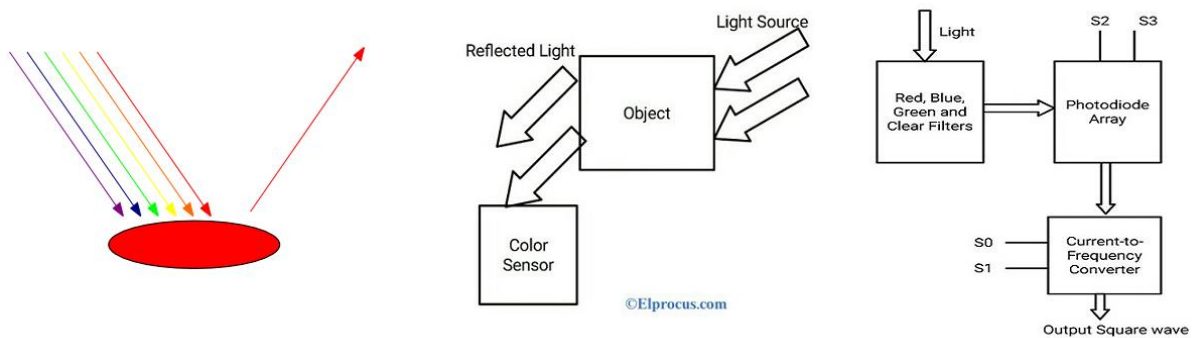 Light Source
Reflected Light
Object
Color
Sensor
©Elprocus.com
Light
S2
S3
Red, Blue,
Green and
Clear Filters
Photodiode
Array
S0
S1
Current-to-
Frequency
Converter
Output Square wave